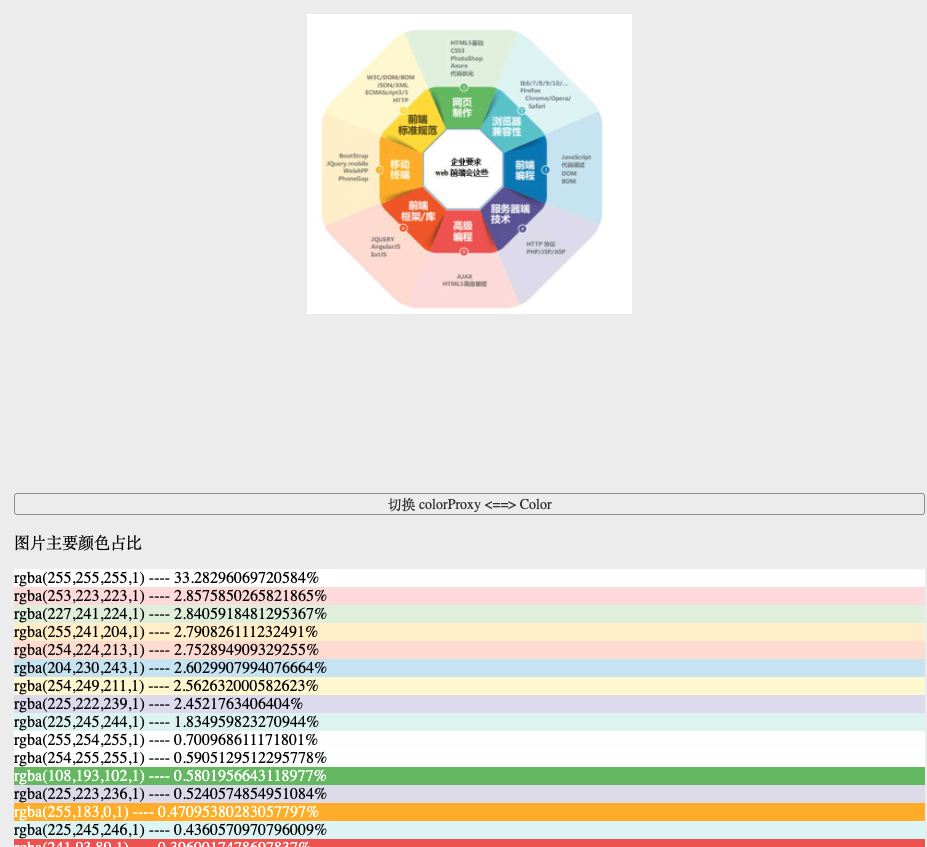 HTML5基础
CSS3
PhotoShop
Axure
代码优化
网页
制作
IE6/7/8/9/10/...
Firefox
Chrome/Opera/
Safari
浏览器
兼容性
JavaScript
代码调试
DOM
BOM
前端
编程
HTTP 协议
PHP/JSP/ASP
服务器端
技术
AJAX
HTML5高级编程
高级
编程
JQUERY
AngularJS
ExtJS
前端
框架/库
BootStrap
JQuery mobile
WebAPP
PhoneGap
移动
终端
W3C/DOM/BOM
JSON/XML
ECMAScript3/5
HTTP
前端
标准规范
企业要求
web 前端会这些
切换 colorProxy <==> Color
图片主要颜色占比
rgba(255,255,255,1) ---- 33.2829606972058​4%
rgba(253,223,223,1) ---- 2.8575850265821865%
rgba(227,241,224,1) ---- 2.8405918481295367%
rgba(255,241,204,1) ---- 2.790826111232491%
rgba(254,224,213,1) ---- 2.752894909329255%
rgba(204,230,243,1) ---- 2.6029907994076664%
rgba(254,249,211,1) ---- 2.562632000582623%
rgba(225,222,239,1) ---- 2.4521763406404%
rgba(225,245,244,1) ---- 1.834959823270944%
rgba(255,254,255,1) ---- 0.700968611171801%
rgba(254,255,255,1) ---- 0.5905129512295778%
rgba(108,193,102,1) ---- 0.5801956643118977%
rgba(225,223,236,1) ---- 0.5240574854951084%
rgba(255,183,0,1) ---- 0.47095380283057797%
rgba(225,245,246,1) ---- 0.4360570970796009%
rgba(241,93,89,1) ---- 0.3960017478697837%